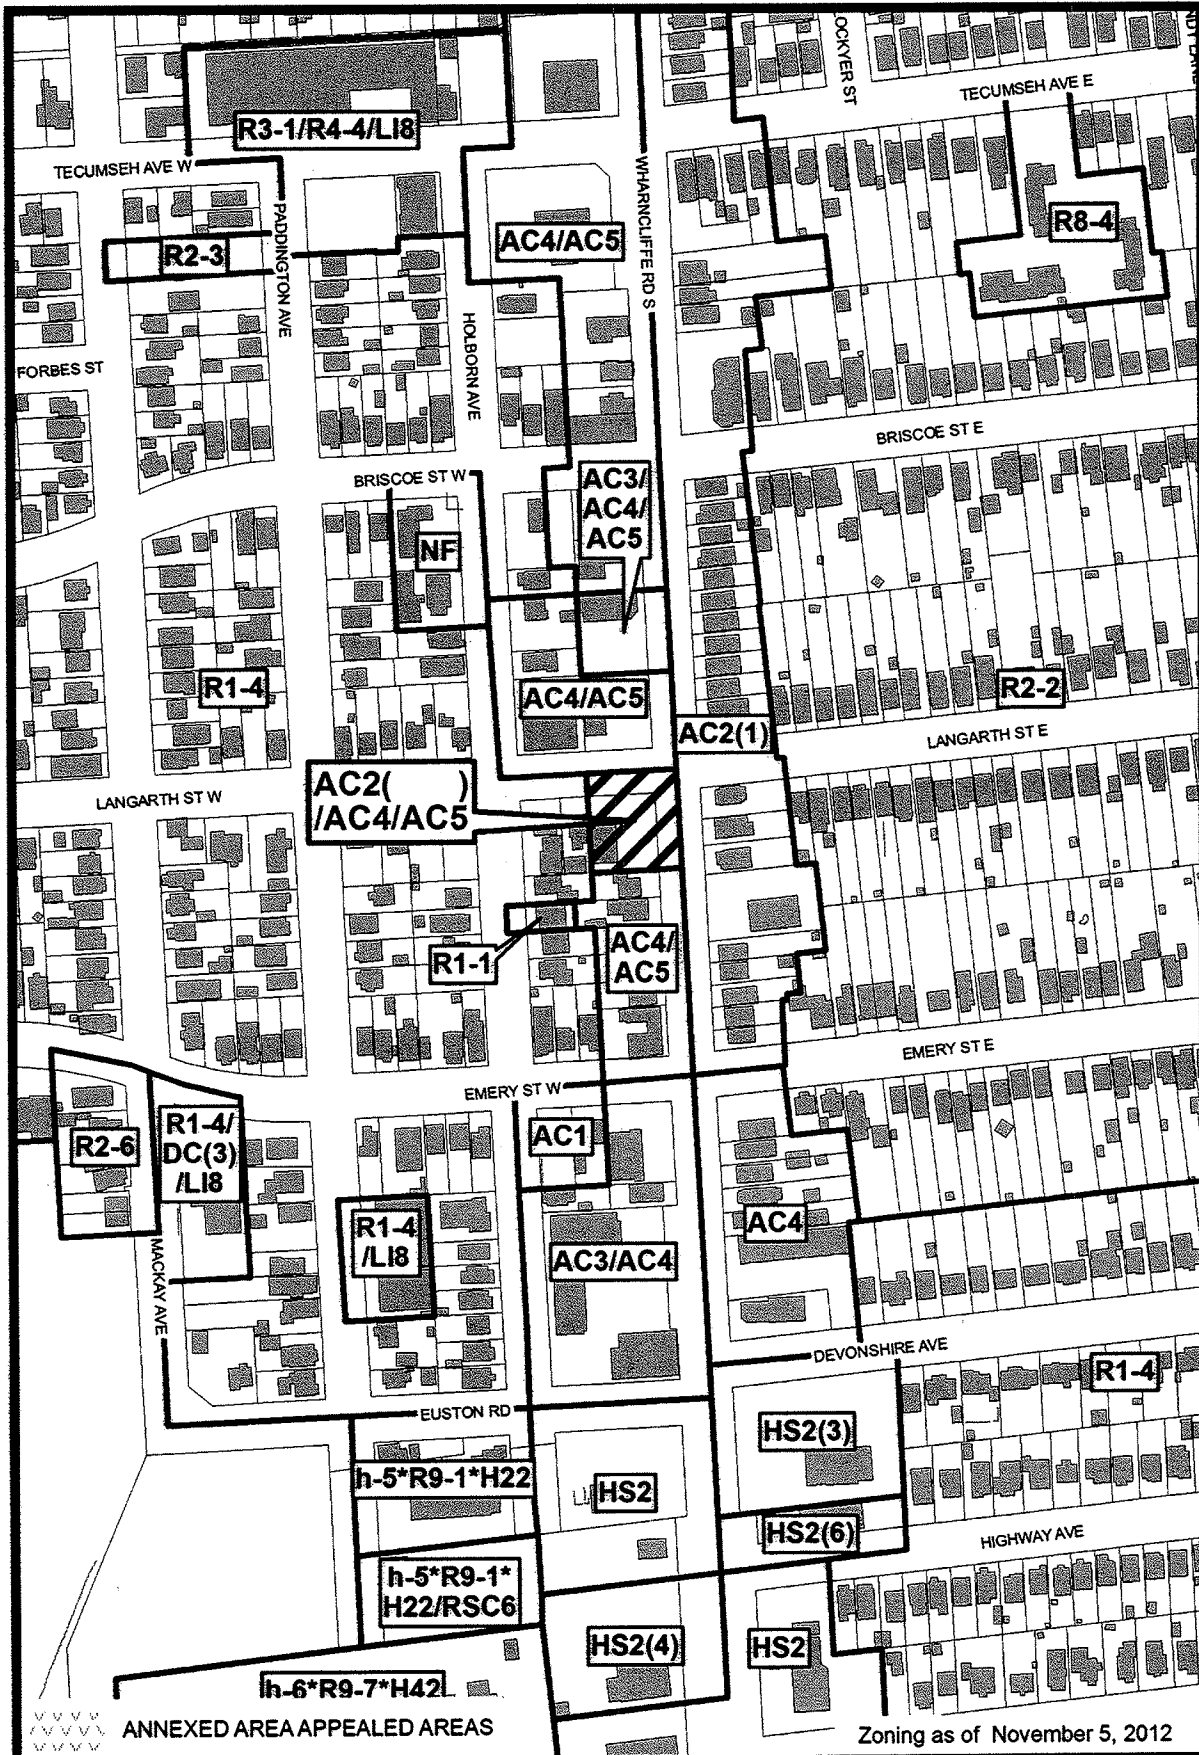 OCKYER ST
TECUMSEH AVE E
R3-1/R4-4/LI8
TECUMSEH AVE W
WHARNCLIFFE RD S
PADDINGTON AVE
R8-4
AC4/AC5
R2-3
HOLBORN AVE
FORBES ST
BRISCOE ST E
BRISCOE ST W
AC3/
AC4/
AC5
NF
R1-4
AC4/AC5
R2-2
AC2(1)
LANGARTH ST E
AC2( )
/AC4/AC5
LANGARTH ST W
R1-1
AC4/
AC5
EMERY ST E
EMERY ST W
R2-6
R1-4/
DC(3)
/LI8
AC1
R1-4
/LI8
AC4
AC3/AC4
MACKAY AVE
DEVONSHIRE AVE
R1-4
EUSTON RD
HS2(3)
h-5*R9-1*H22
HS2
HS2(6)
HIGHWAY AVE
h-5*R9-1*
H22/RSC6
HS2(4)
HS2
h-6*R9-7*H42
ANNEXED AREA APPEALED AREAS
Zoning as of November 5, 2012